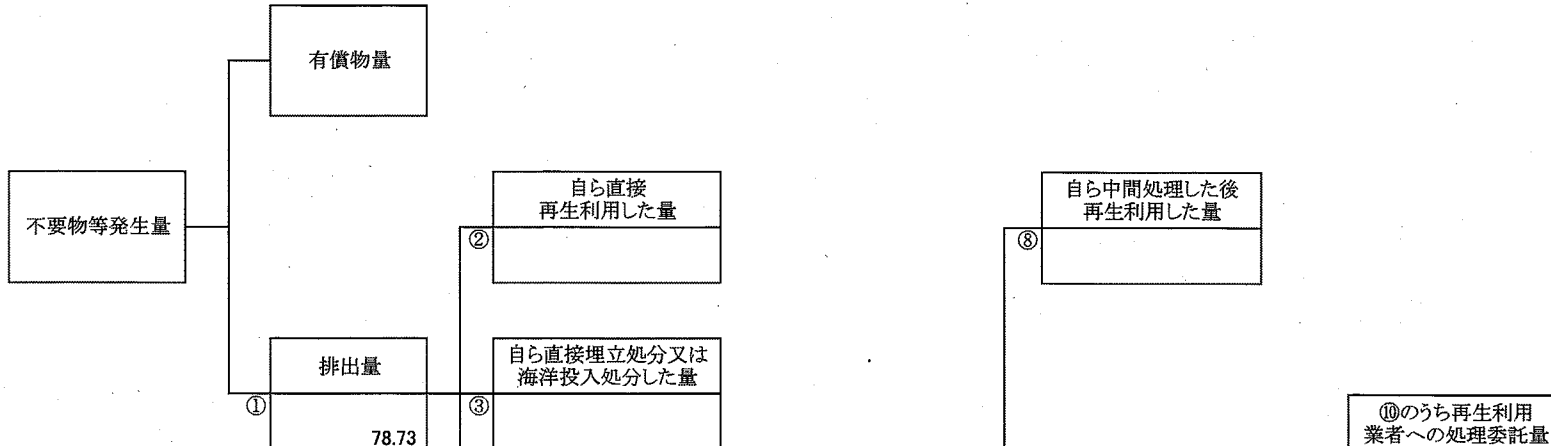 有償物量
不要物等発生量
自ら直接
再生利用した量
②
自ら中間処理した後
再生利用した量
⑧
排出量
①
78.73
自ら直接埋立処分又は
海洋投入処分した量
③
⑩のうち再生利用
業者への処理委託量